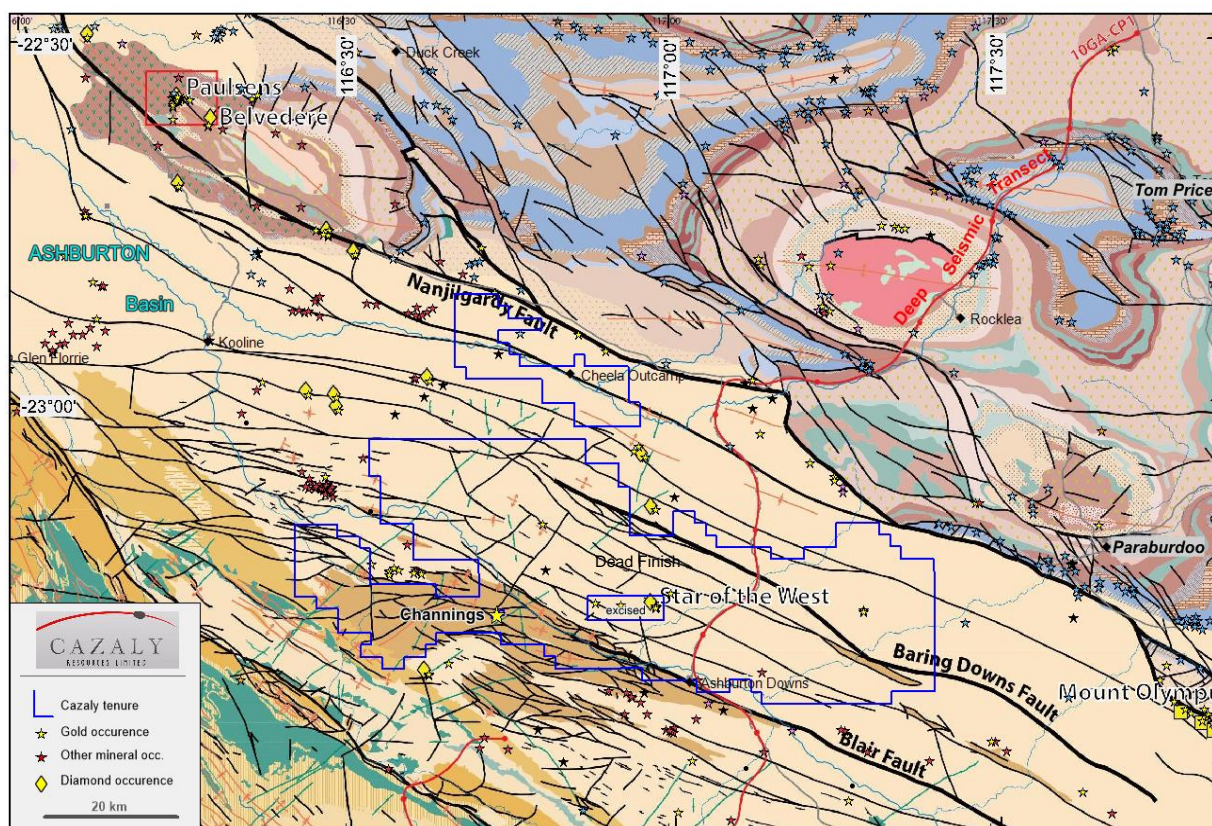 -22°30'
116°30'
117°00'
117°30'
10GA-CP1
Duck Creek
Paulsens
Belvedere
Transect
Tom Price
Seismic
Deep
ASHBURTON
Basin
Nanjilgardy Fault
Rocklea
Kooline
Glen Florrie
Cheela Outcamp
-23°00'
Paraburdoo
Dead Finish
Star of the West
excised
Channings
Baring Downs Fault
Ashburton Downs
Mount Olympu
Blair Fault
CAZALY
RESOURCES LIMITED
Cazaly tenure
Gold occurence
Other mineral occ.
Diamond occurence
20 km